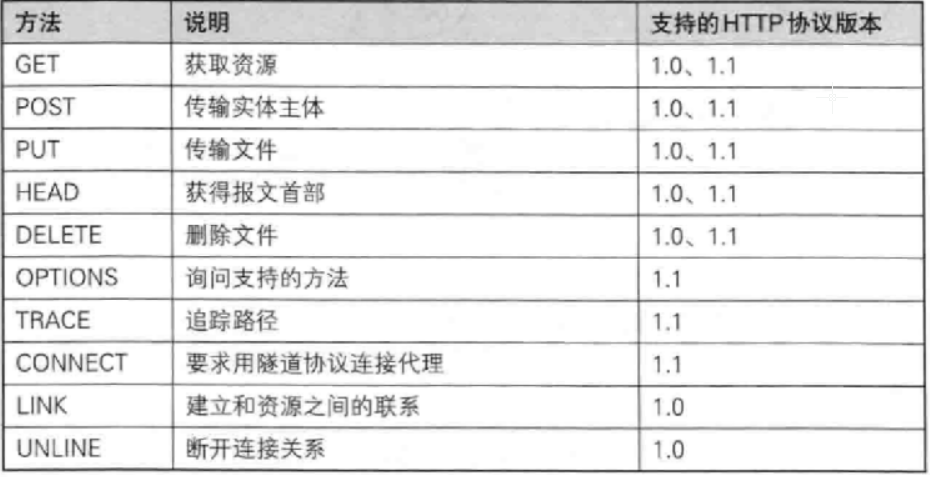 方法 说明 支持的HTTP协议版本
GET 获取资源 1.0、1.1
POST 传输实体主体 1.0、1.1
PUT 传输文件 1.0、1.1
HEAD 获得报文首部 1.0、1.1
DELETE 删除文件 1.0、1.1
OPTIONS 询问支持的方法 1.1
TRACE 追踪路径 1.1
CONNECT 要求用隧道协议连接代理 1.1
LINK 建立和资源之间的联系 1.0
UNLINE 断开连接关系 1.0